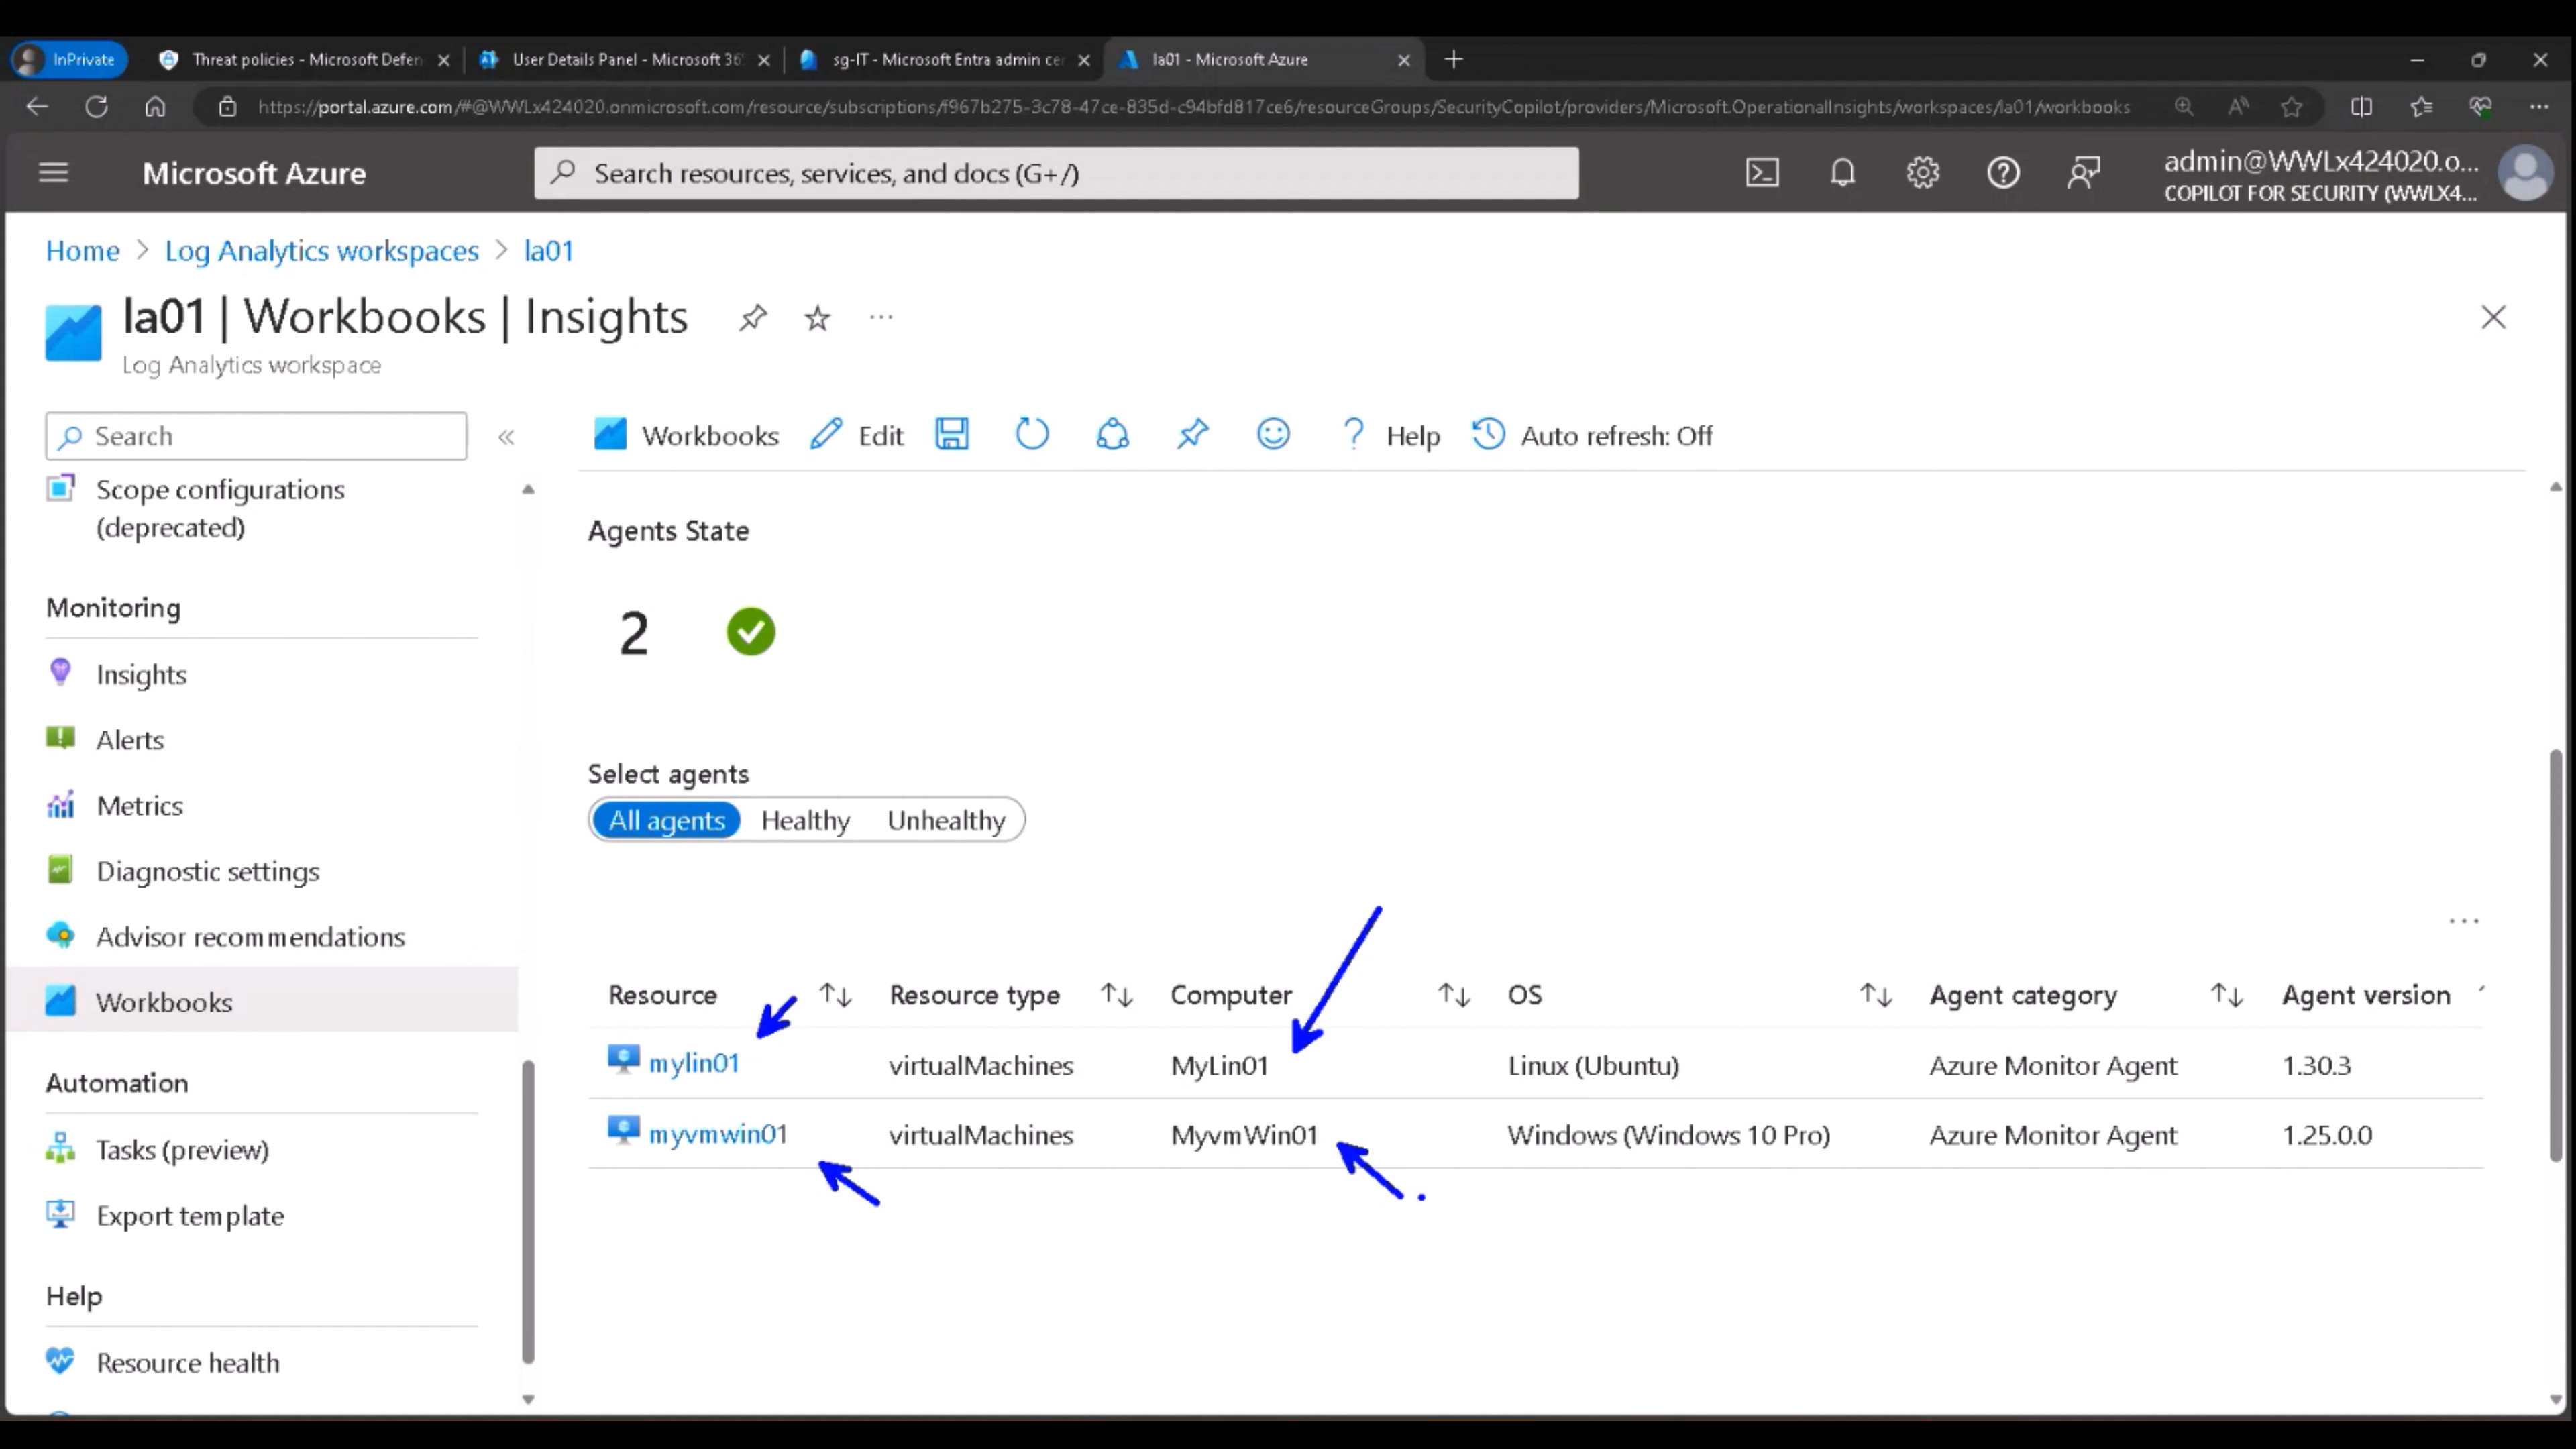 InPrivate
Threat policies - Microsoft Defen
User Details Panel - Microsoft 36
sg-IT - Microsoft Entra admin ce
la01 - Microsoft Azure
https://portal.azure.com/#@WWLx424020.onmicrosoft.com/resource/subscriptions/f967b275-3c78-47ce-835d-c94bfd817ce6/resourceGroups/SecurityCopilot/providers/Microsoft.OperationalInsights/workspaces/la01/workbooks
Microsoft Azure
Search resources, services, and docs (G+/)
admin@WWLx424020.o...
COPILOT FOR SECURITY (WWLX4...
Home > Log Analytics workspaces > la01
la01 | Workbooks | Insights
Log Analytics workspace
Search
Workbooks Edit Help Auto refresh: Off
Scope configurations
(deprecated)
Monitoring
Insights
Alerts
Metrics
Diagnostic settings
Advisor recommendations
Workbooks
Automation
Tasks (preview)
Export template
Help
Resource health
Agents State
2
Select agents
All agents Healthy Unhealthy
Resource Resource type Computer OS Agent category Agent version
mylin01 virtualMachines MyLin01 Linux (Ubuntu) Azure Monitor Agent 1.30.3
myvmwin01 virtualMachines MyvmWin01 Windows (Windows 10 Pro) Azure Monitor Agent 1.25.0.0